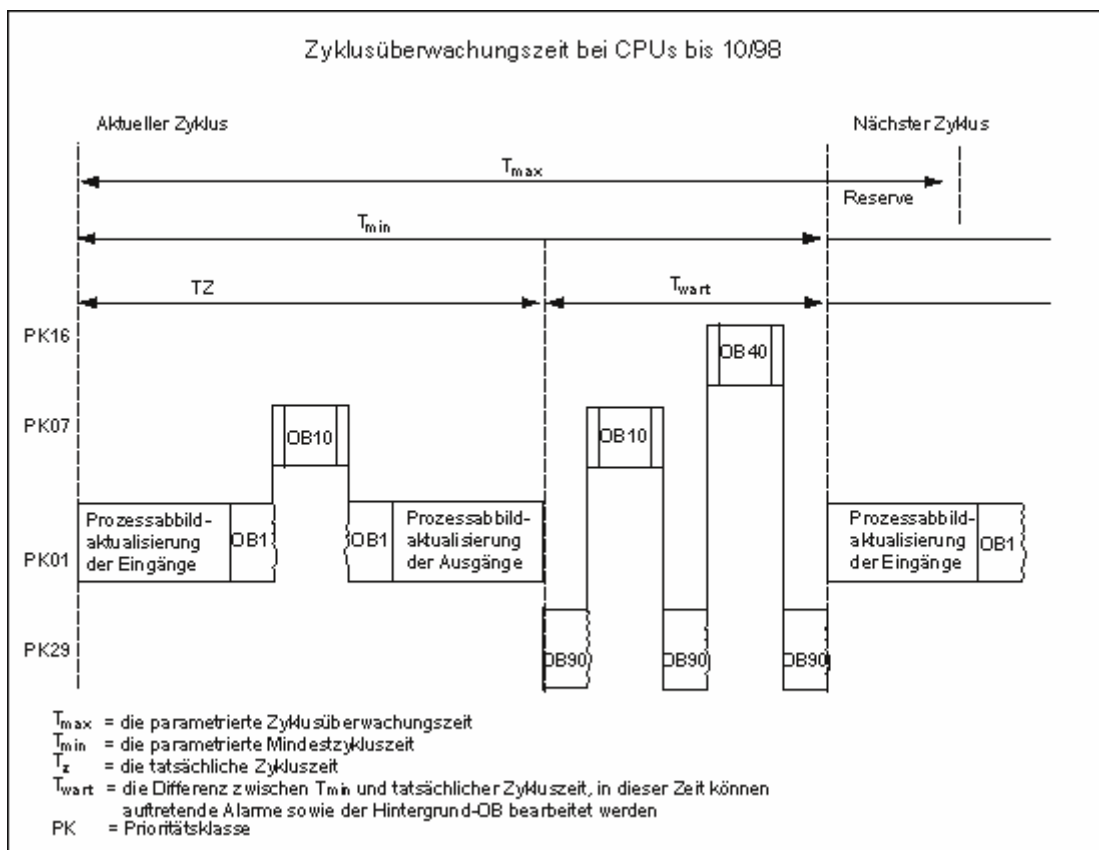 Zyklusüberwachungszeit bei CPUs bis 10/98
Aktueller Zyklus
Nächster Zyklus
Tmax
Reserve
Tmin
TZ
Twart
PK16
OB40
PK07
OB10
OB10
PK01
Prozessabbild-
aktualisierung
der Eingänge
OB1
OB1
Prozessabbild-
aktualisierung
der Ausgänge
Prozessabbild-
aktualisierung
der Eingänge
OB1
PK29
OB90
OB90
OB90
Tmax = die parametrierte Zyklusüberwachungszeit
Tmin = die parametrierte Mindestzykluszeit
Tz = die tatsächliche Zykluszeit
Twart = die Differenz zwischen Tmin und tatsächlicher Zykluszeit, in dieser Zeit können
auftretende Alarme sowie der Hintergrund-OB bearbeitet werden
PK = Prioritätsklasse